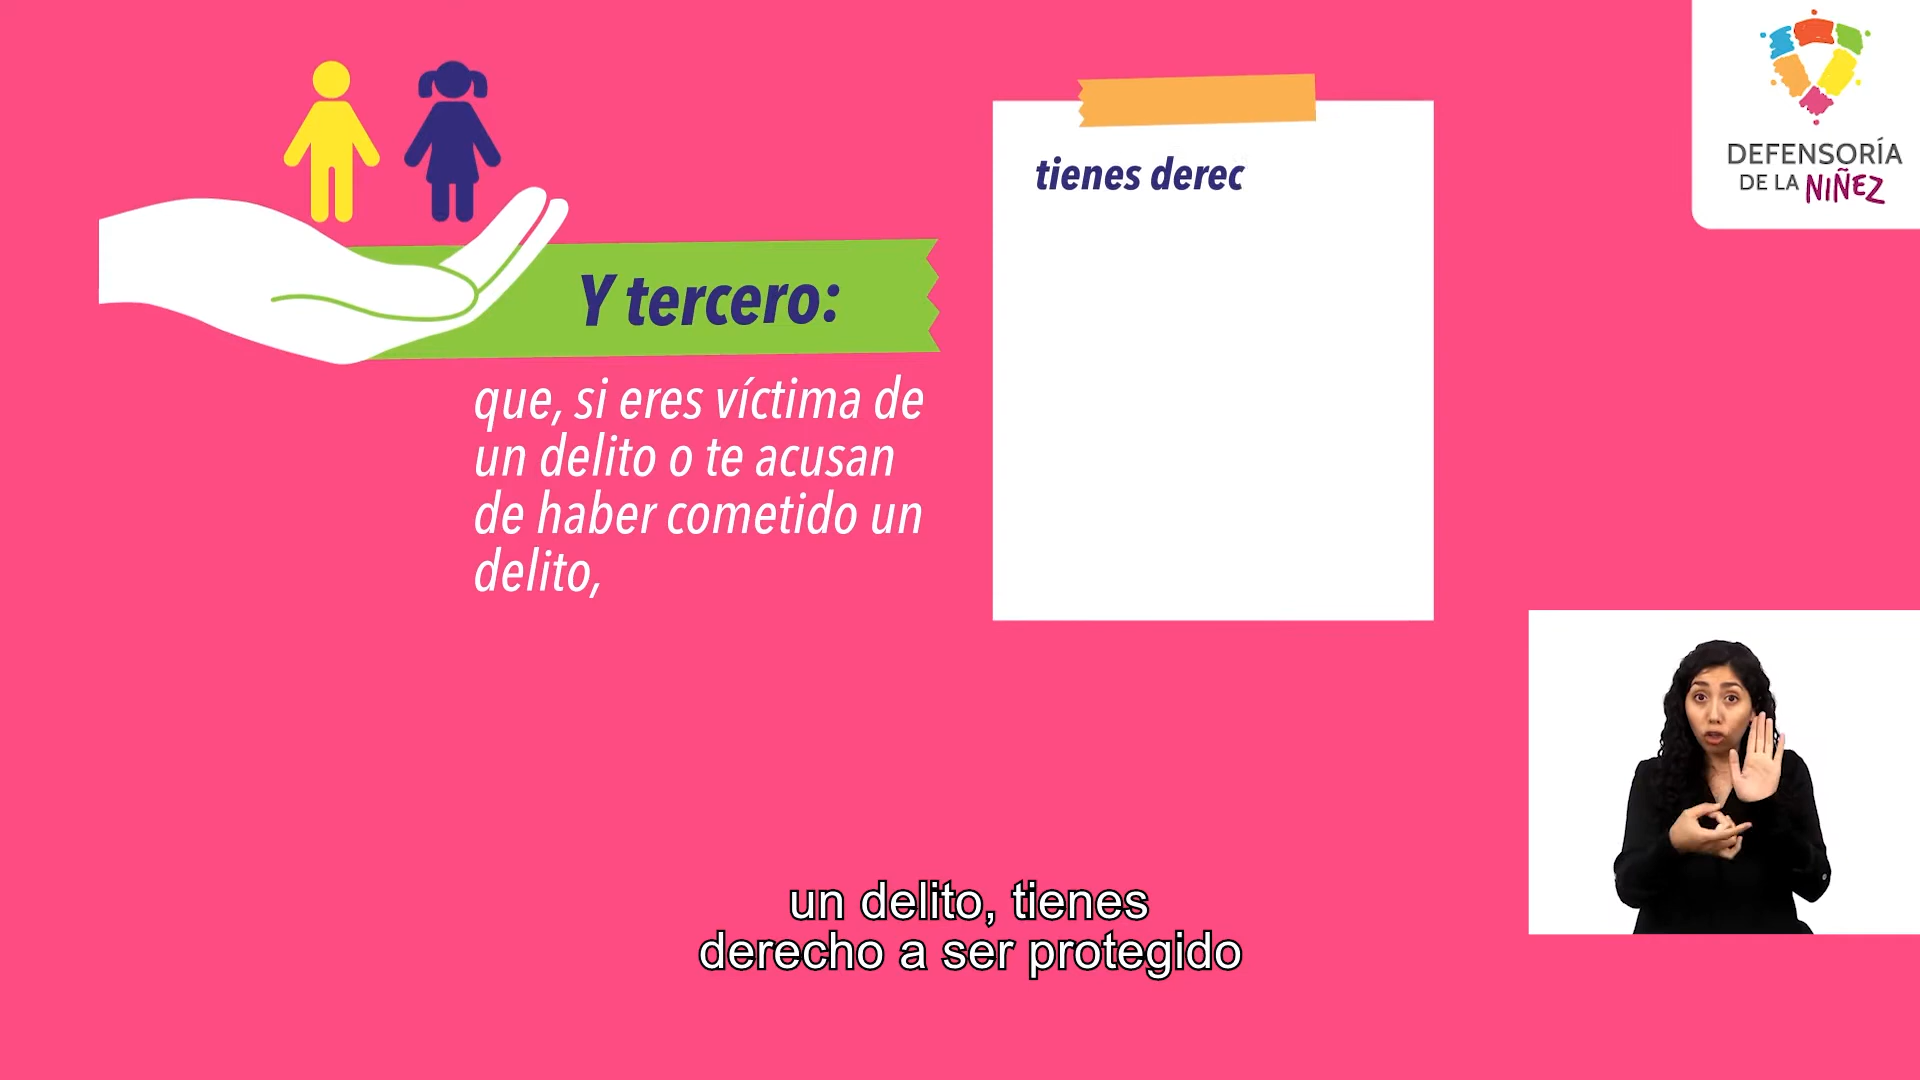 Y tercero:
que, si eres víctima de
un delito o te acusan
de haber cometido un
delito,
tienes derec
DEFENSORÍA
DE LA NIÑEZ
un delito, tienes
derecho a ser protegido